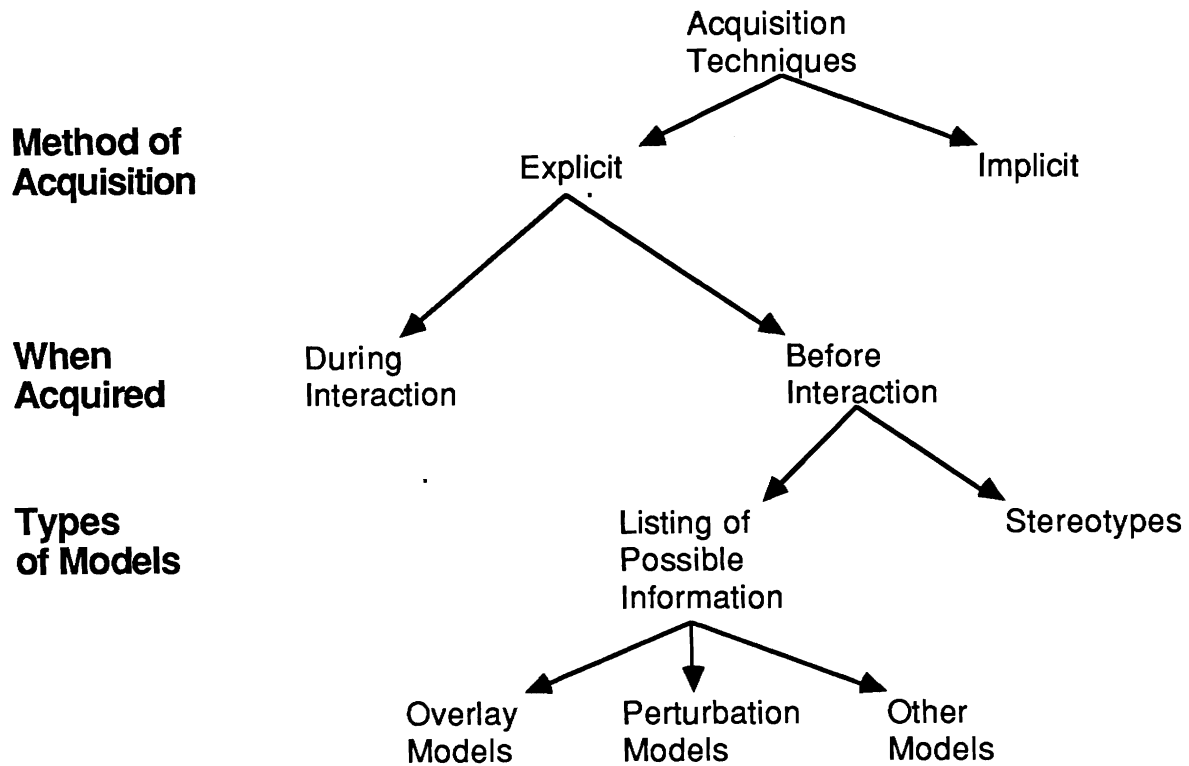 Acquisition
Techniques
Method of
Acquisition
Explicit
Implicit
When
Acquired
During
Interaction
Before
Interaction
Types
of Models
Listing of
Possible
Information
Stereotypes
Overlay
Models
Perturbation
Models
Other
Models